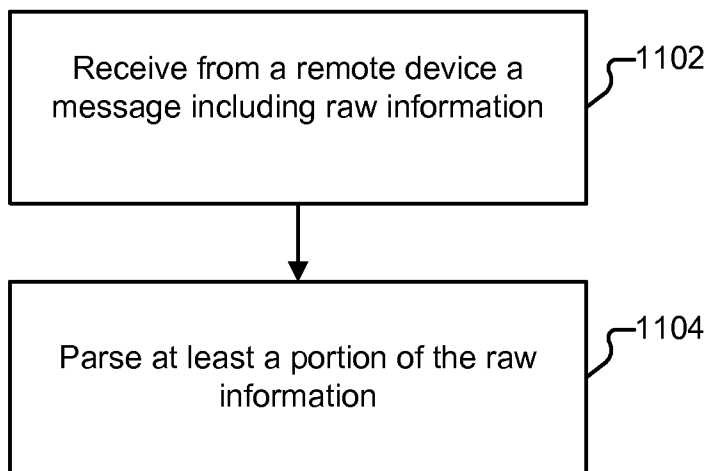 Receive from a remote device a
message including raw information
1102
Parse at least a portion of the raw
information
1104